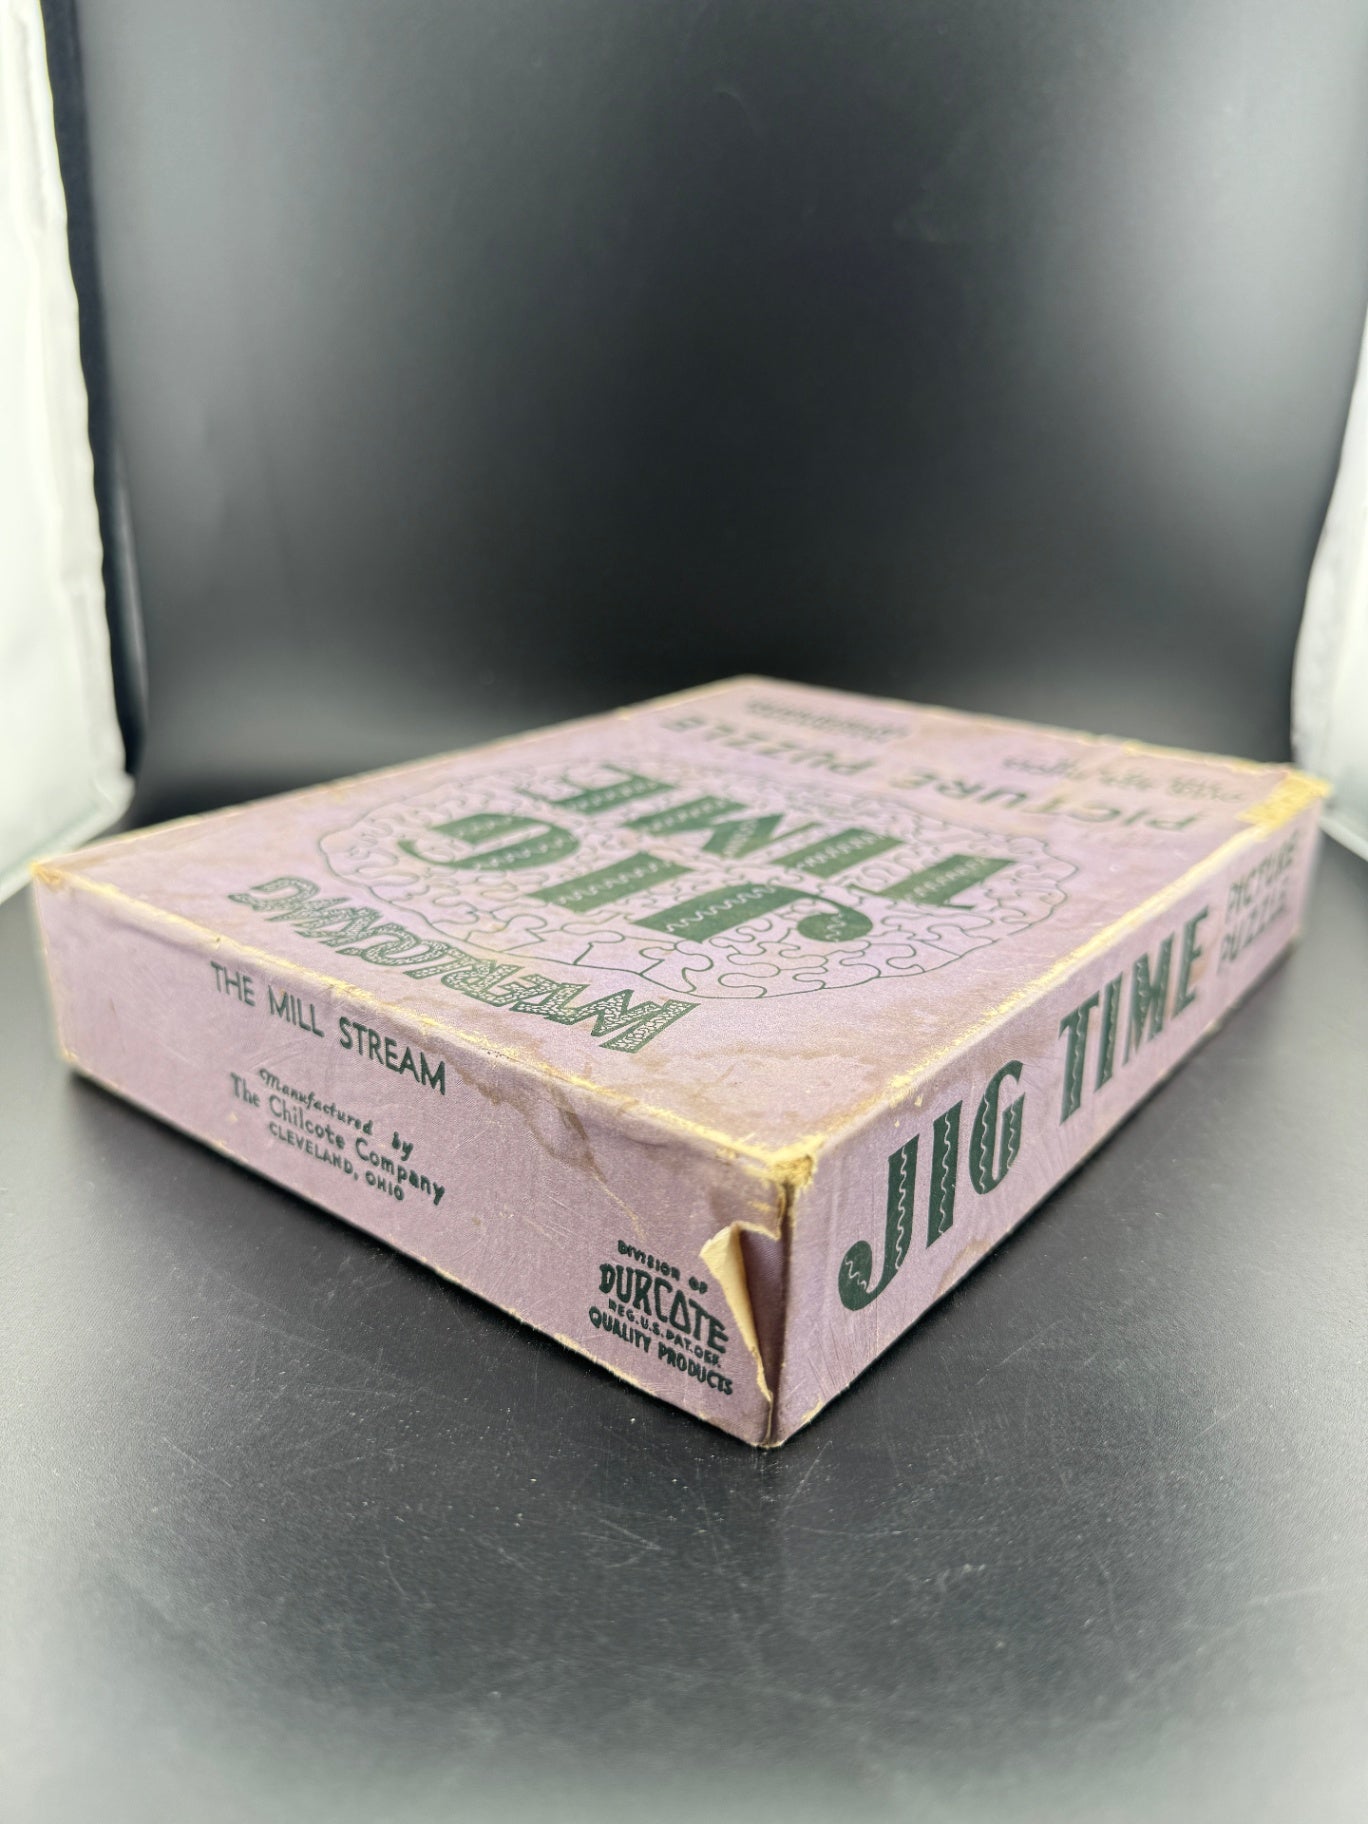 INTERLOCKING
JIG
TIME
PICTURE PUZZLE
THE MILL STREAM
Manufactured by
The Chilcote Company
CLEVELAND, OHIO
DIVISION OF
DURCOTE
REG. U.S. PAT. OFF.
QUALITY PRODUCTS
JIG TIME
PICTURE
PUZZLE